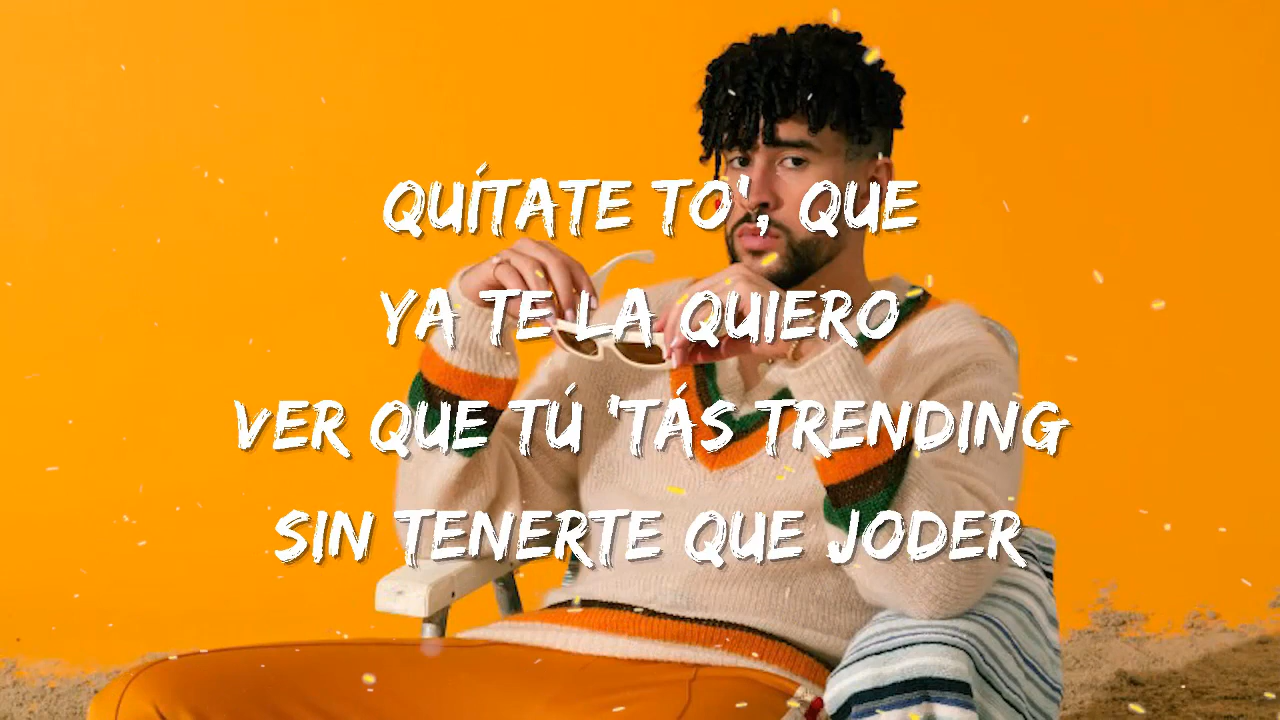 QUÍTATE TO', QUE
YA TE LA QUIERO
VER QUE TÚ 'TÁS TRENDING
SIN TENERTE QUE JODER